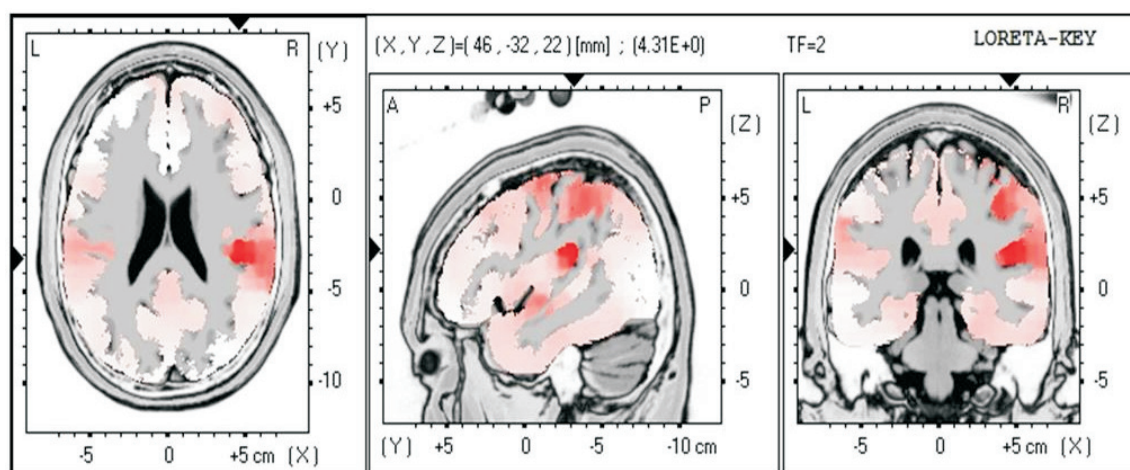 (X,Y,Z)=( 46, -32, 22) [mm] ; (4.31E+0) TF=2 LORETA-KEY
L R (Y)
+5
0
-5
-10
-5 0 +5 cm (X)
A P (Z)
+5
0
-5
(Y) +5 0 -5 -10 cm
L R (Z)
+5
0
-5
-5 0 +5 cm (X)